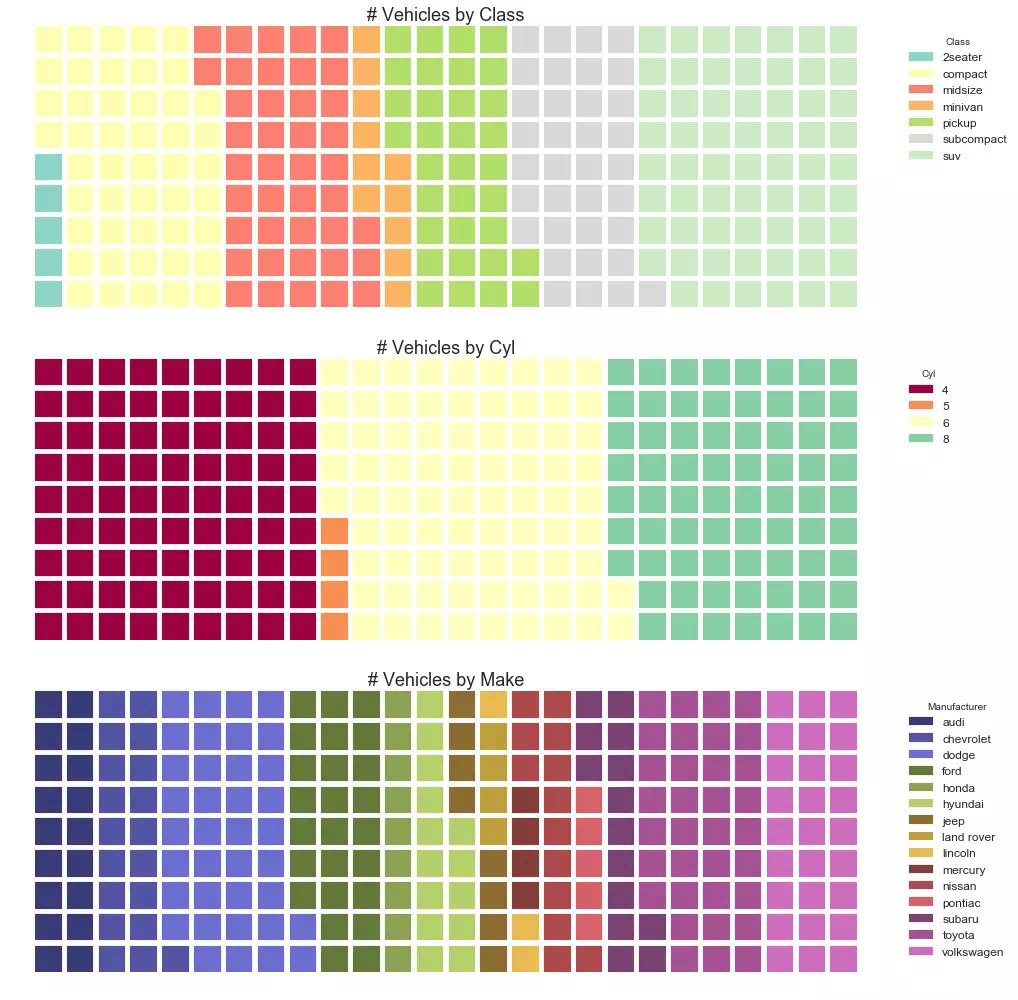 # Vehicles by Class
Class
2seater
compact
midsize
minivan
pickup
subcompact
suv
# Vehicles by Cyl
Cyl
4
5
6
8
# Vehicles by Make
Manufacturer
audi
chevrolet
dodge
ford
honda
hyundai
jeep
land rover
lincoln
mercury
nissan
pontiac
subaru
toyota
volkswagen